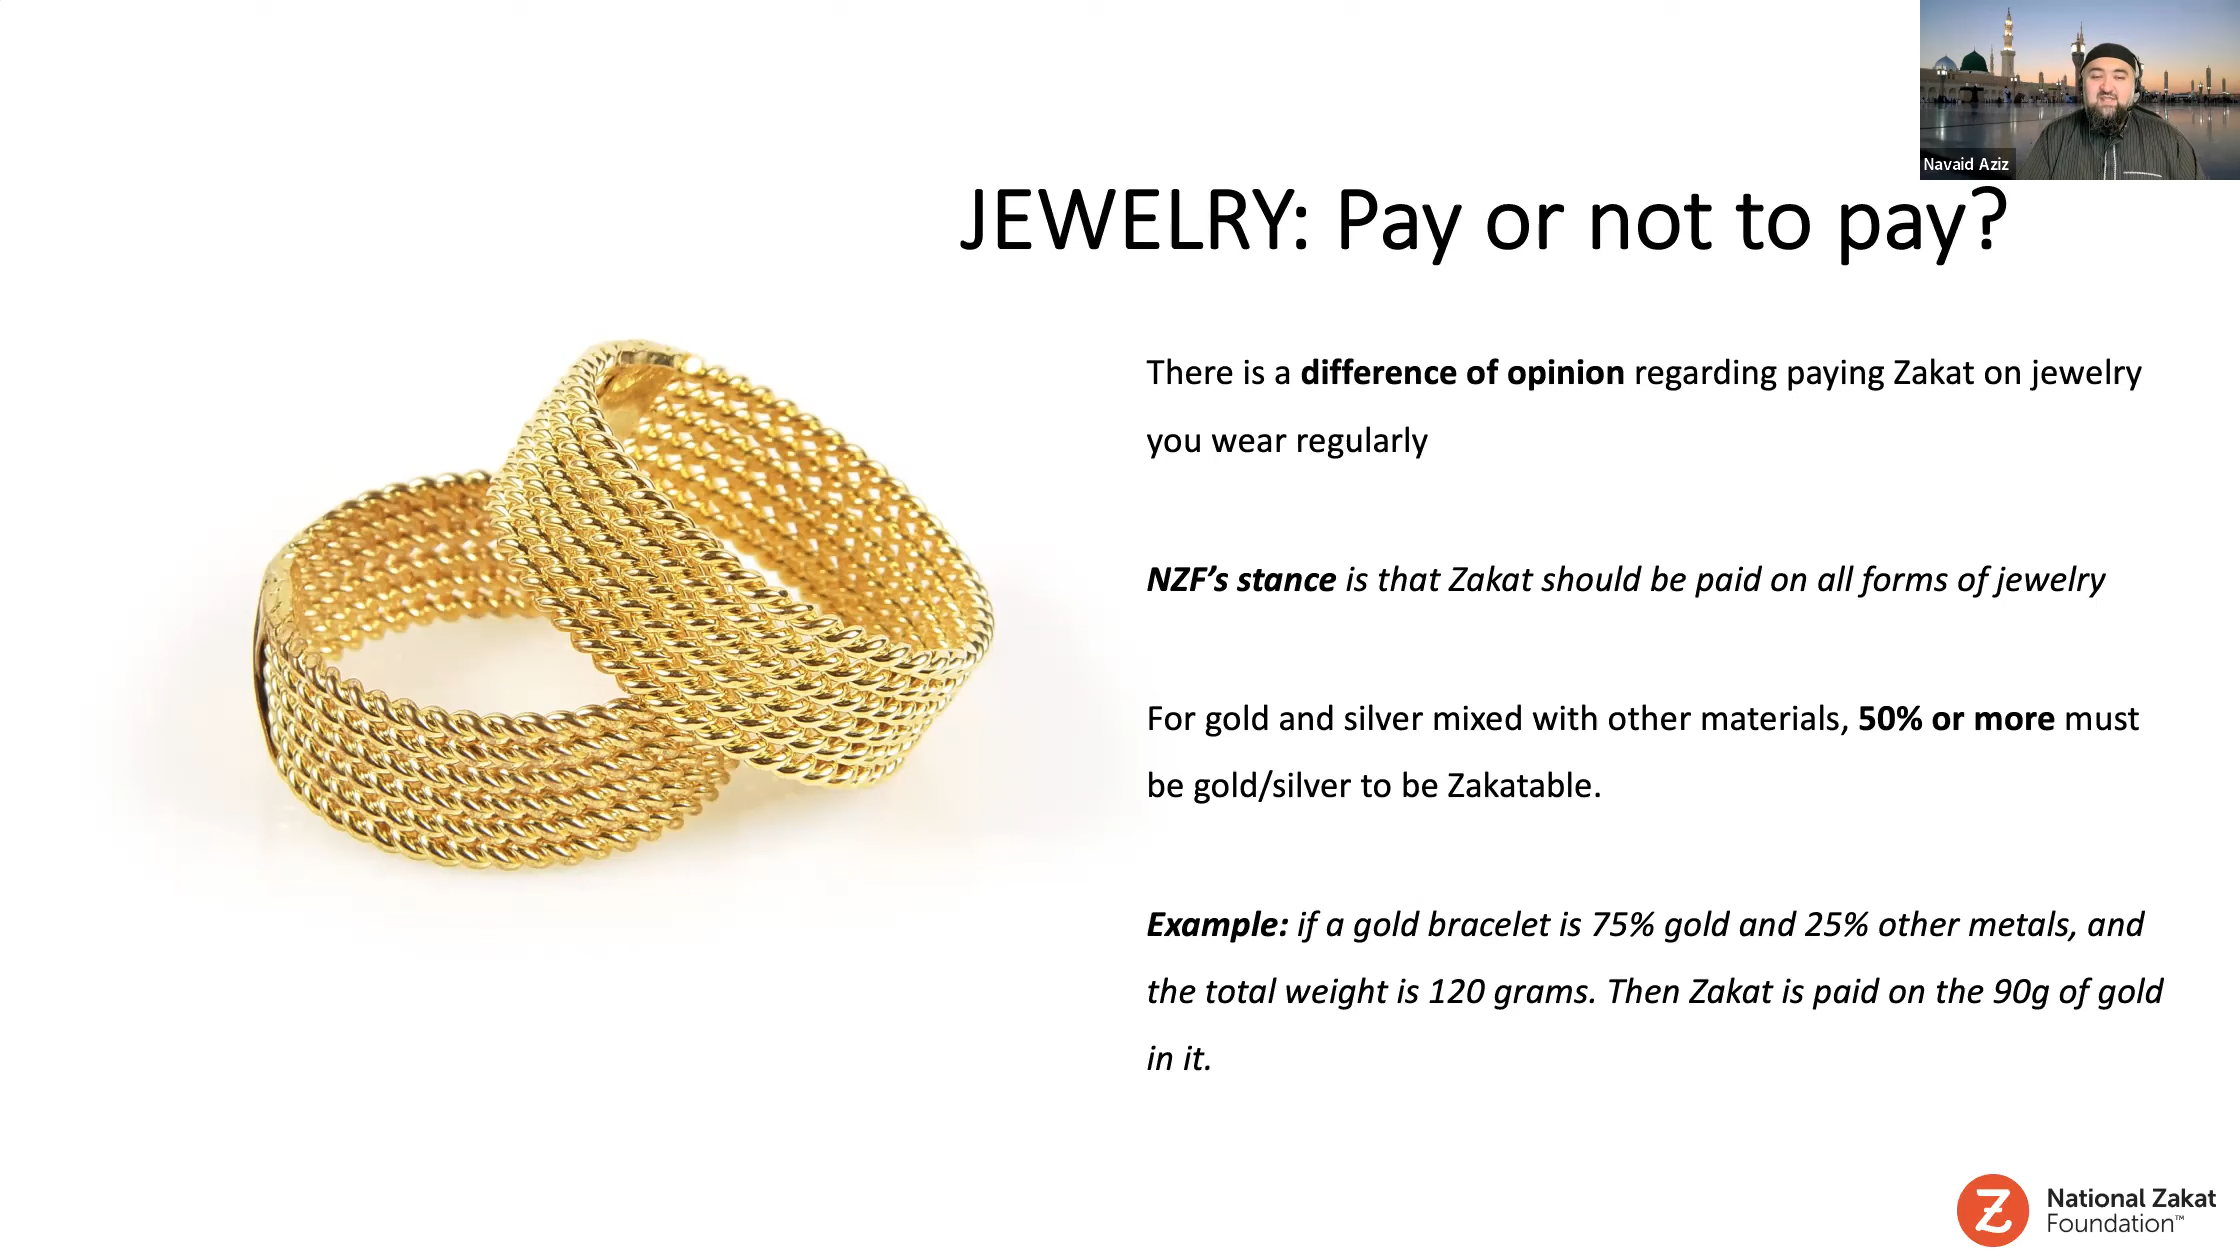 Navaid Aziz
JEWELRY: Pay or not to pay?
There is a difference of opinion regarding paying Zakat on jewelry
you wear regularly
NZF’s stance is that Zakat should be paid on all forms of jewelry
For gold and silver mixed with other materials, 50% or more must
be gold/silver to be Zakatable.
Example: if a gold bracelet is 75% gold and 25% other metals, and
the total weight is 120 grams. Then Zakat is paid on the 90g of gold
in it.
National Zakat
Foundation™